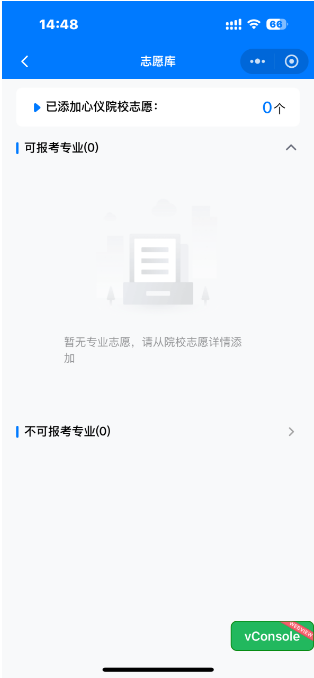 14:48
66
志愿库
已添加心仪院校志愿：
0个
可报考专业(0)
暂无专业志愿，请从院校志愿详情添
加
不可报考专业(0)
WEBVIEW
vConsole